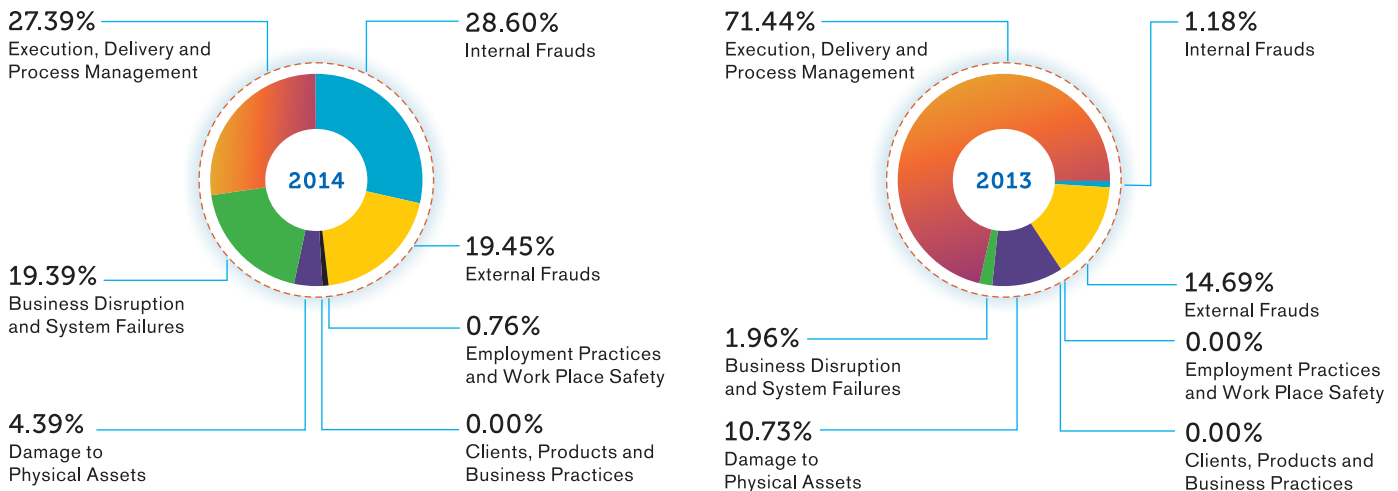 27.39%
Execution, Delivery and
Process Management
28.60%
Internal Frauds
2014
19.45%
External Frauds
19.39%
Business Disruption
and System Failures
0.76%
Employment Practices
and Work Place Safety
4.39%
Damage to
Physical Assets
0.00%
Clients, Products and
Business Practices
71.44%
Execution, Delivery and
Process Management
1.18%
Internal Frauds
2013
14.69%
External Frauds
1.96%
Business Disruption
and System Failures
0.00%
Employment Practices
and Work Place Safety
10.73%
Damage to
Physical Assets
0.00%
Clients, Products and
Business Practices